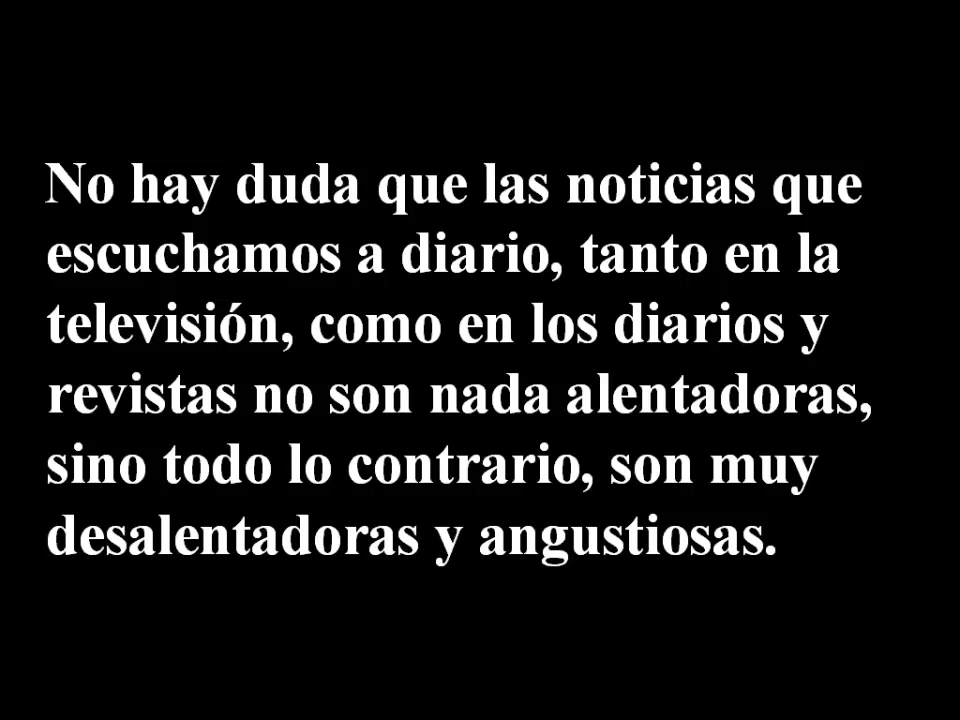 No hay duda que las noticias que
escuchamos a diario, tanto en la
televisión, como en los diarios y
revistas no son nada alentadoras,
sino todo lo contrario, son muy
desalentadoras y angustiosas.